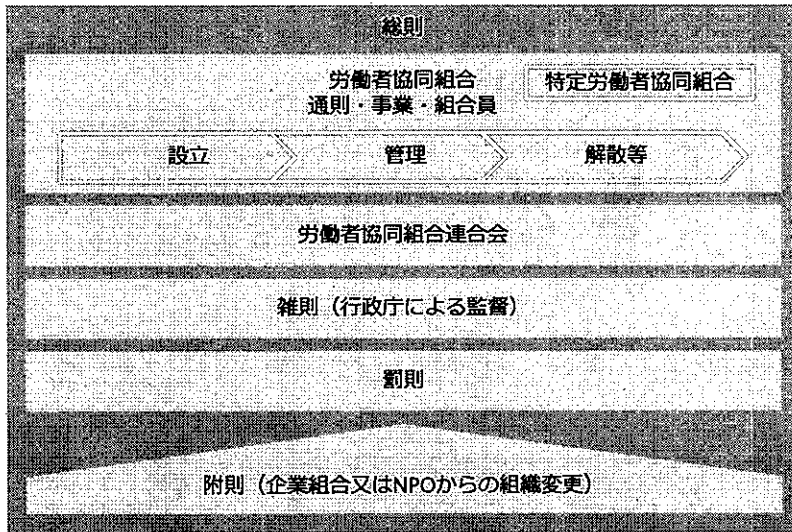 総則
労働者協同組合
通則・事業・組合員
特定労働者協同組合
設立
管理
解散等
労働者協同組合連合会
雑則（行政庁による監督）
罰則
附則（企業組合又はNPOからの組織変更）